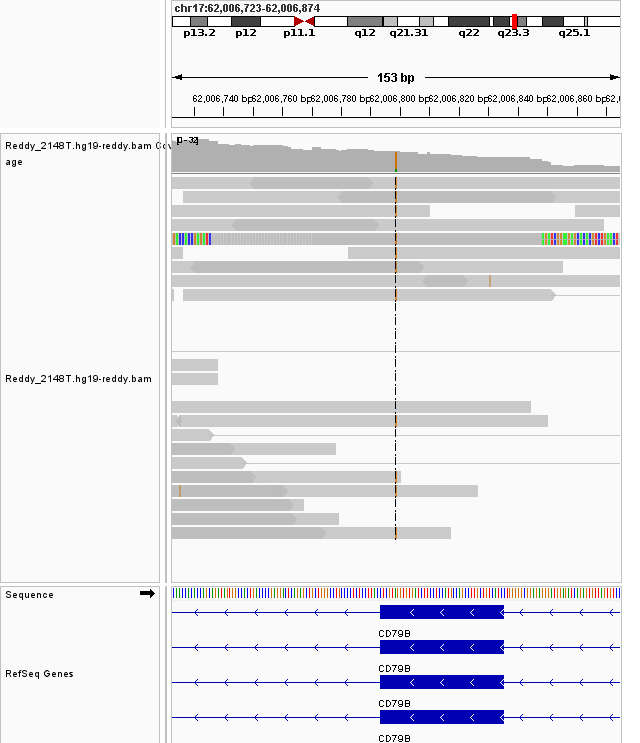 chr17:62,006,723-62,006,874
p13.2 p12 p11.1 q12 q21.31 q22 q23.3 q25.1
153 bp
62,006,740 bp 62,006,760 bp 62,006,780 bp 62,006,800 bp 62,006,820 bp 62,006,840 bp 62,006,860 bp
Reddy_2148T.hg19-reddy.bam
age
Reddy_2148T.hg19-reddy.bam
Sequence
CD79B
CD79B
RefSeq Genes
CD79B
CD79B